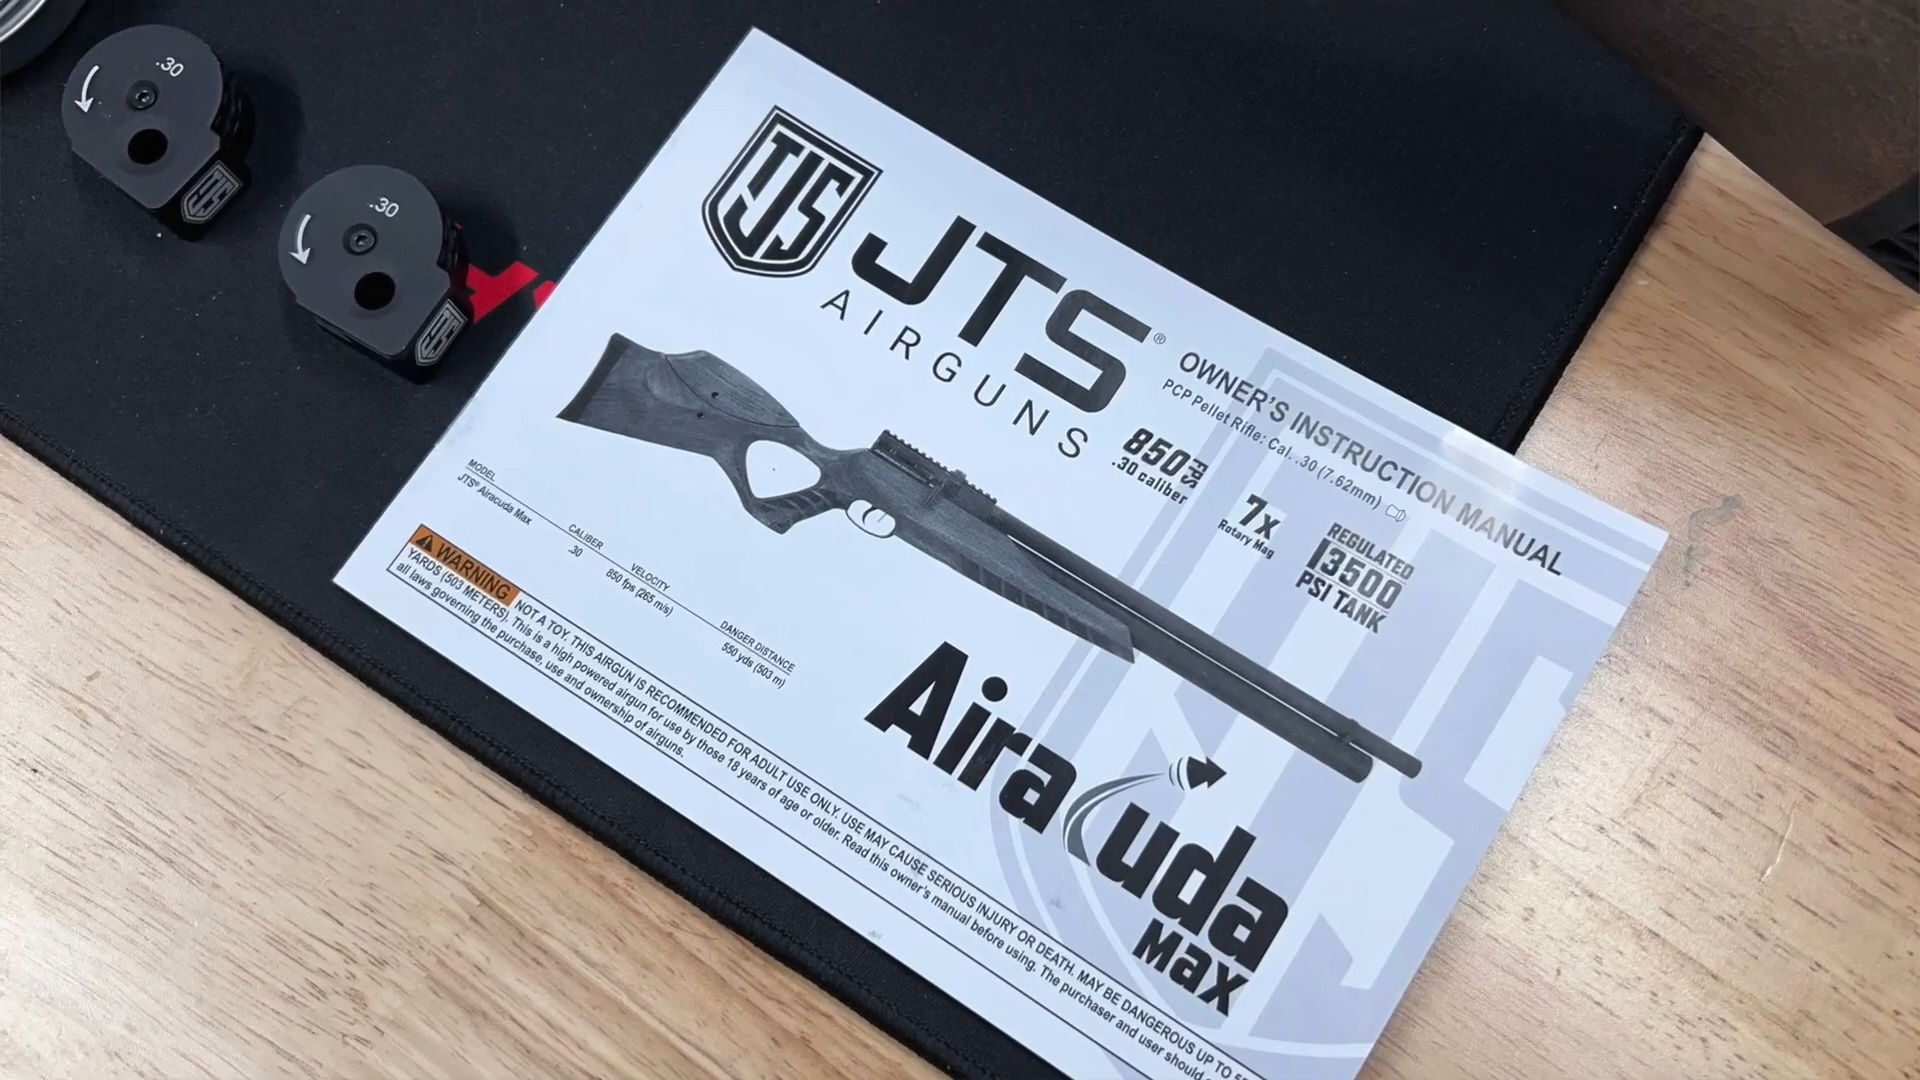 .30
JTS
.30
JTS
JTS
JTS®
AIRGUNS
OWNER'S INSTRUCTION MANUAL
PCP Pellet Rifle: Cal. .30 (7.62mm)
850 FPS
.30 caliber
7x
Rotary Mag
REGULATED
3500
PSI TANK
MODEL
JTS® Airacuda Max
CALIBER
.30
VELOCITY
850 fps (265 m/s)
DANGER DISTANCE
550 yds (503 m)
Airacuda
Max
WARNING NOT A TOY. THIS AIRGUN IS RECOMMENDED FOR ADULT USE ONLY. USE MAY CAUSE SERIOUS INJURY OR DEATH. MAY BE DANGEROUS UP TO
YARDS (503 METERS). This is a high powered airgun for use by those 18 years of age or older. Read this owner's manual before using. The purchaser and user should
all laws governing the purchase, use and ownership of airguns.